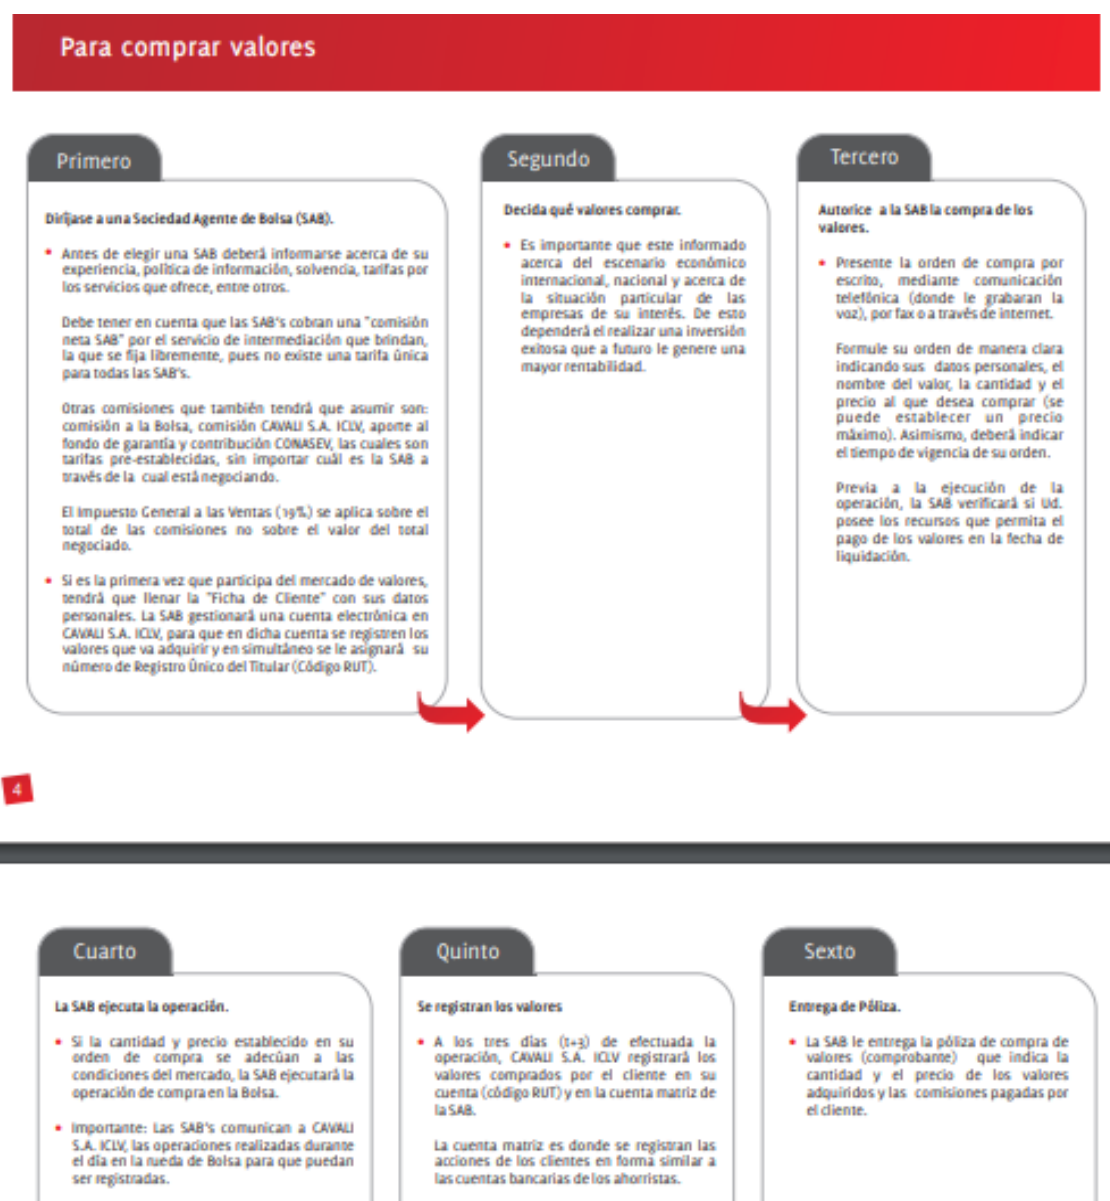 Para comprar valores
Primero
Diríjase a una Sociedad Agente de Bolsa (SAB).
• Antes de elegir una SAB deberá informarse acerca de su
experiencia, política de información, solvencia, tarifas por
los servicios que ofrece, entre otros.
Debe tener en cuenta que las SAB's cobran una "comisión
neta SAB" por el servicio de intermediación que brindan,
la que se fija libremente, pues no existe una tarifa única
para todas las SAB's.
Otras comisiones que también tendrá que asumir son:
comisión a la Bolsa, comisión CAVALI S.A. ICLV, aporte al
fondo de garantía y contribución CONASEV, las cuales son
tarifas pre-establecidas, sin importar cuál es la SAB a
través de la cual está negociando.
El Impuesto General a las Ventas (19%) se aplica sobre el
total de las comisiones no sobre el valor del total
negociado.
• Si es la primera vez que participa del mercado de valores,
tendrá que llenar la "Ficha de Cliente" con sus datos
personales. La SAB gestionará una cuenta electrónica en
CAVALI S.A. ICLV, para que en dicha cuenta se registren los
valores que va adquirir y en simultáneo se le asignará su
número de Registro Único del Titular (Código RUT).
Segundo
Decida qué valores comprar.
• Es importante que este informado
acerca del escenario económico
internacional, nacional y acerca de
la situación particular de las
empresas de su interés. De esto
dependerá el realizar una inversión
exitosa que a futuro le genere una
mayor rentabilidad.
Tercero
Autorice a la SAB la compra de los
valores.
• Presente la orden de compra por
escrito, mediante comunicación
telefónica (donde le grabaran la
voz), por fax o a través de internet.
Formule su orden de manera clara
indicando sus datos personales, el
nombre del valor, la cantidad y el
precio al que desea comprar (se
puede establecer un precio
máximo). Asimismo, deberá indicar
el tiempo de vigencia de su orden.
Previa a la ejecución de la
operación, la SAB verificará si Ud.
posee los recursos que permita el
pago de los valores en la fecha de
liquidación.
4
Cuarto
La SAB ejecuta la operación.
• Si la cantidad y precio establecido en su
orden de compra se adecúan a las
condiciones del mercado, la SAB ejecutará la
operación de compra en la Bolsa.
• Importante: Las SAB's comunican a CAVALI
S.A. ICLV, las operaciones realizadas durante
el día en la rueda de Bolsa para que puedan
ser registradas.
Quinto
Se registran los valores
• A los tres días (t+3) de efectuada la
operación, CAVALI S.A. ICLV registrará los
valores comprados por el cliente en su
cuenta (código RUT) y en la cuenta matriz de
la SAB.
La cuenta matriz es donde se registran las
acciones de los clientes en forma similar a
las cuentas bancarias de los ahorristas.
Sexto
Entrega de Póliza.
• La SAB le entrega la póliza de compra de
valores (comprobante) que indica la
cantidad y el precio de los valores
adquiridos y las comisiones pagadas por
el cliente.